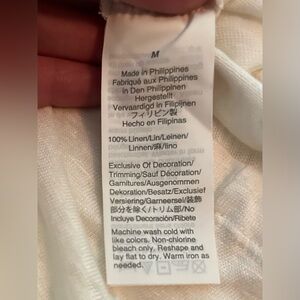 M
Made in Philippines
Fabriqué aux Philippines
in Den Philippinen
Hergestellt
Vervaardigd in Filipijnen
フィリピン製
Hecho en Filipinas
100% Linen/Lin/Leinen/
Linnen/麻/lino
Exclusive Of Decoration/
Trimming/Sauf Décoration/
Garnitures/Ausgenommen
Dekoration/Besatz/Exclusief
Versiering/Garneersel/装飾
部分を除く/トリム部/No
Incluye Decoración/Ribete
Machine wash cold with
like colors. Non-chlorine
bleach only. Reshape and
lay flat to dry. Warm iron as
needed.